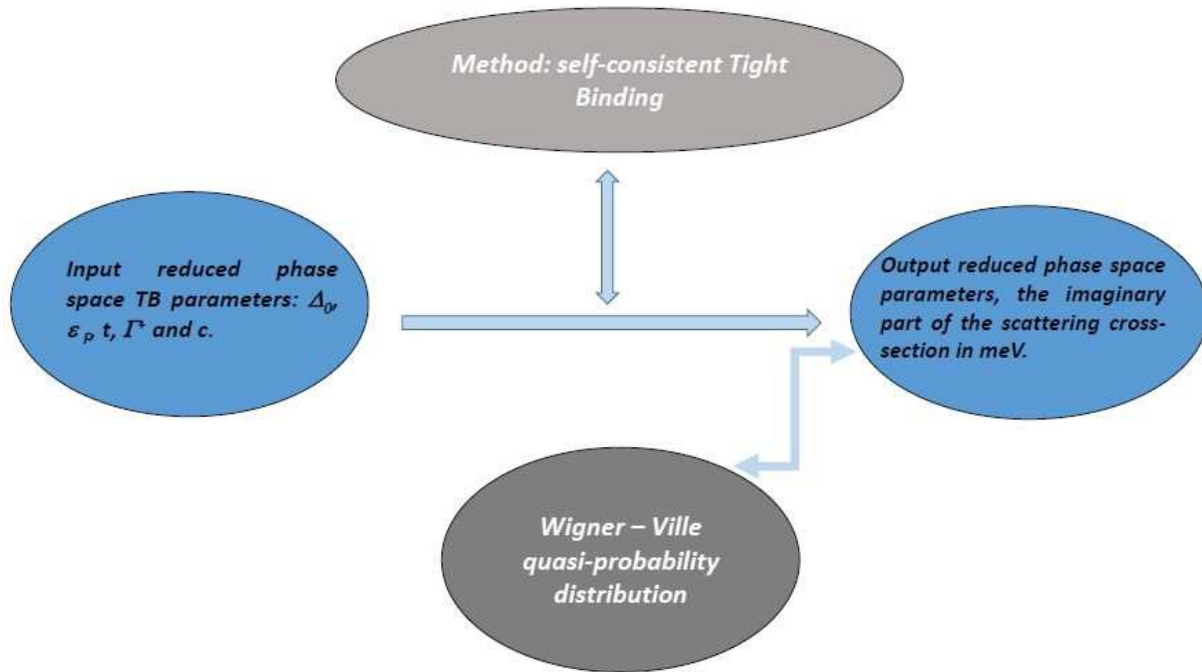 Method: self-consistent Tight
Binding
Input reduced phase
space TB parameters: Δ₀,
ε_F, t, Γ⁺ and c.
Output reduced phase space
parameters, the imaginary
part of the scattering cross-
section in meV.
Wigner – Ville
quasi-probability
distribution